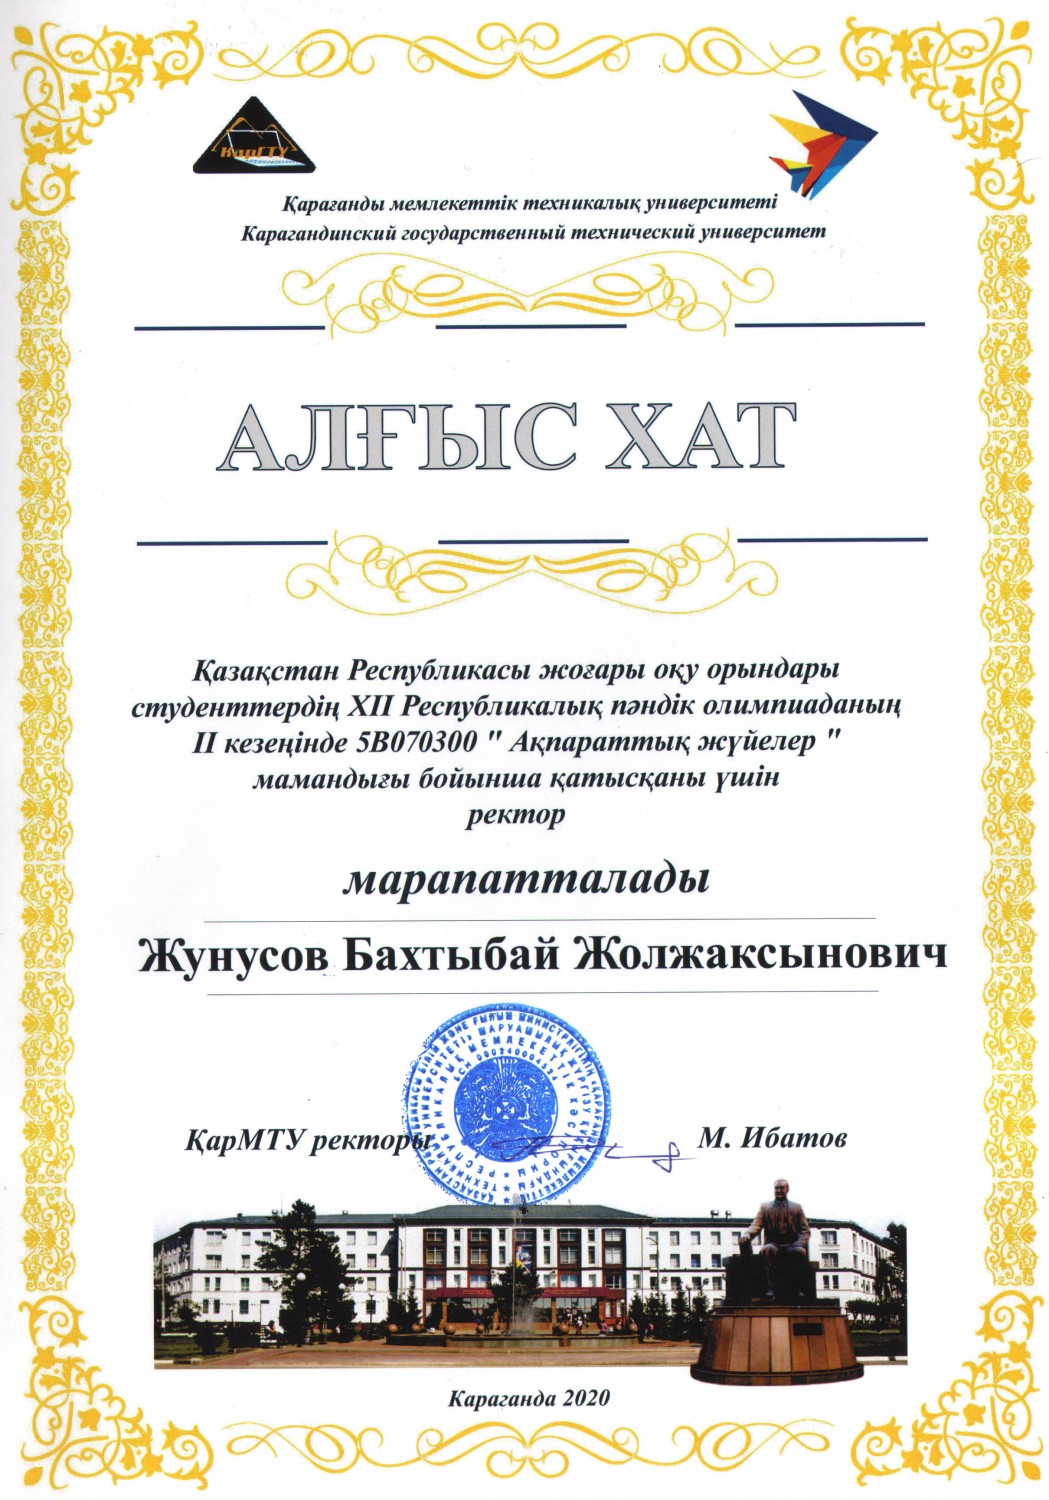 КарГТУ
Қарағанды мемлекеттік техникалық университеті
Карагандинский государственный технический университет
АЛҒЫС ХАТ
Қазақстан Республикасы жоғары оқу орындары
студенттердің XII Республикалық пәндік олимпиаданың
II кезеңінде 5В070300 " Ақпараттық жүйелер "
мамандығы бойынша қатысқаны үшін
ректор
марапатталады
Жунусов Бахтыбай Жолжаксынович
ҚарМТУ ректоры
М. Ибатов
Караганда 2020